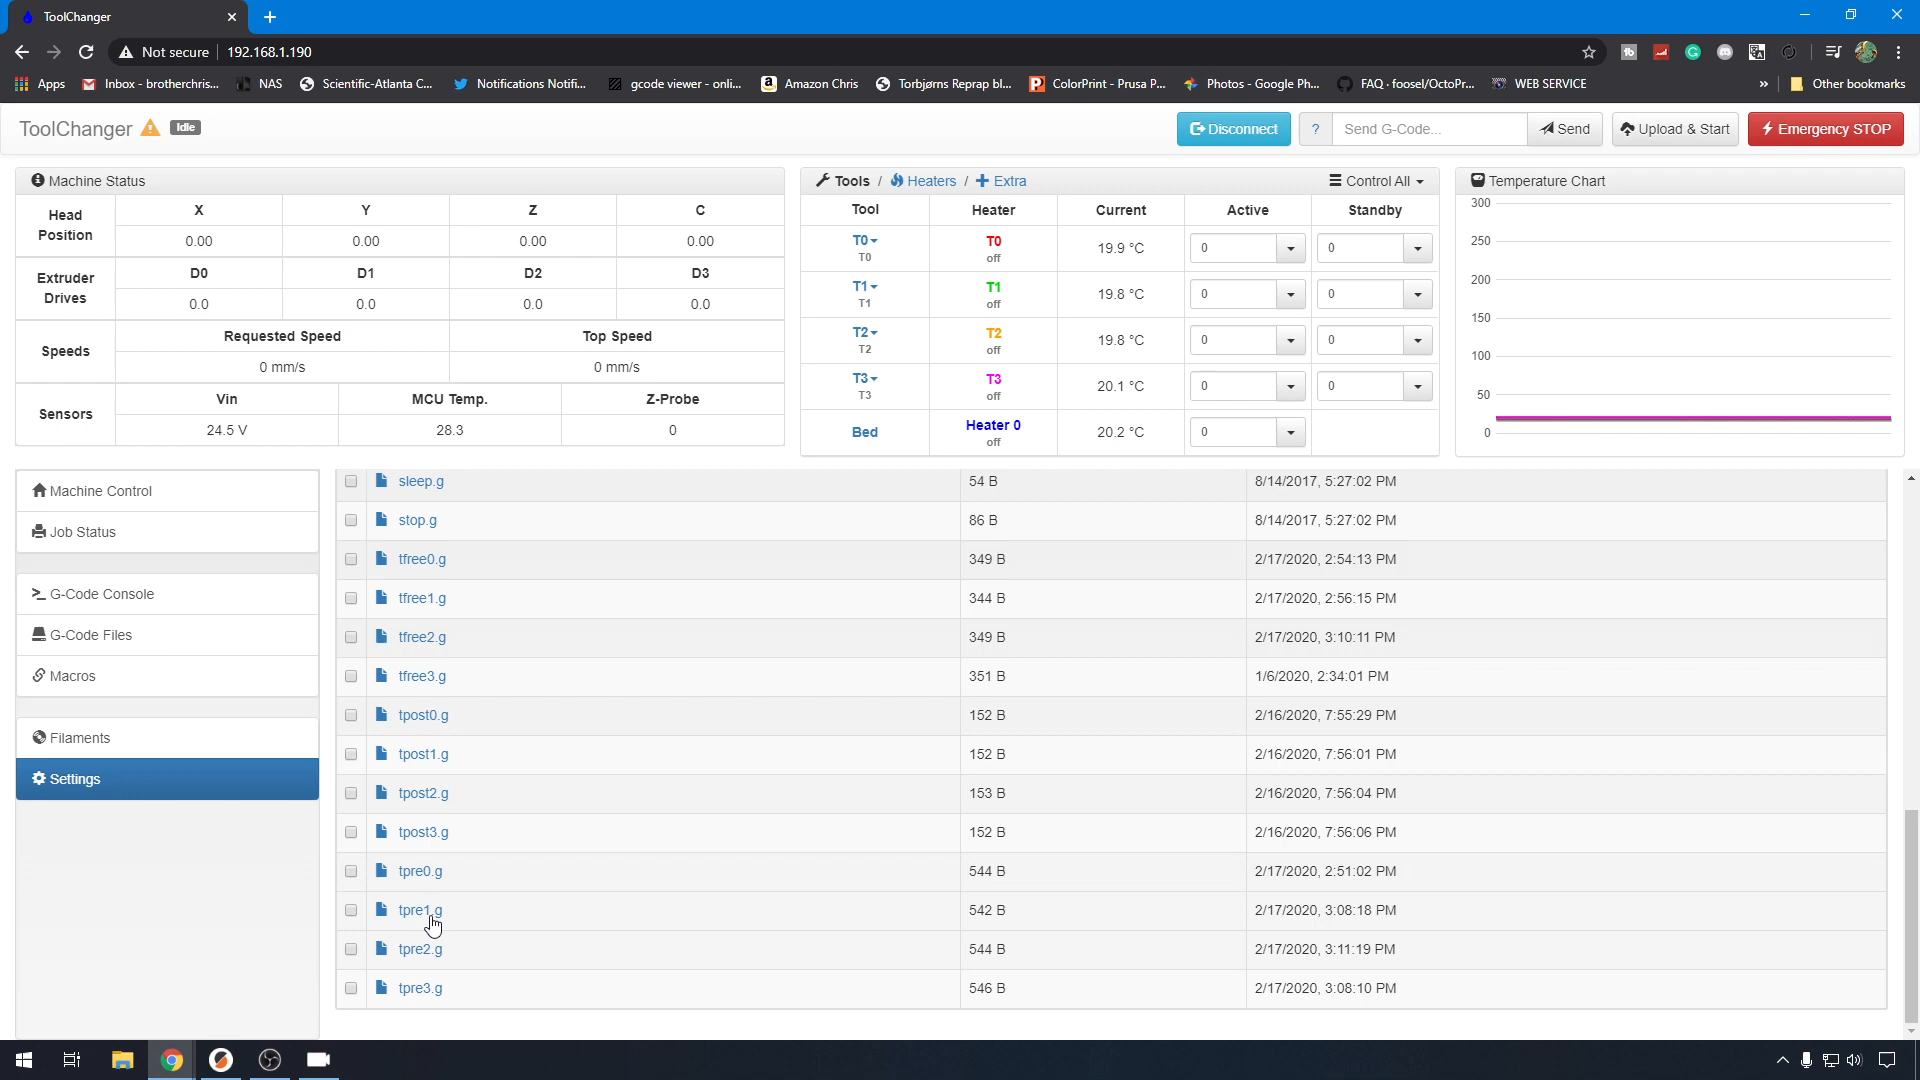 ToolChanger
Not secure 192.168.1.190
Apps Inbox - brotherchris... NAS Scientific-Atlanta C... Notifications Notifi... gcode viewer - onli... Amazon Chris Torbjørns Reprap bl... ColorPrint - Prusa P... Photos - Google Ph... FAQ · foosel/OctoPr... WEB SERVICE » Other bookmarks
ToolChanger Idle Disconnect ? Send G-Code... Send Upload & Start Emergency STOP
Machine Status
Head Position X Y Z C
0.00 0.00 0.00 0.00
Extruder Drives D0 D1 D2 D3
0.0 0.0 0.0 0.0
Speeds Requested Speed Top Speed
0 mm/s 0 mm/s
Sensors Vin MCU Temp. Z-Probe
24.5 V 28.3 0
Tools / Heaters / + Extra Control All
Tool Heater Current Active Standby
T0 T0 19.9 °C 0 0
T0 off
T1 T1 19.8 °C 0 0
T1 off
T2 T2 19.8 °C 0 0
T2 off
T3 T3 20.1 °C 0 0
T3 off
Bed Heater 0 20.2 °C 0
off
Temperature Chart
300
250
200
150
100
50
0
Machine Control
Job Status
G-Code Console
G-Code Files
Macros
Filaments
Settings
sleep.g 54 B 8/14/2017, 5:27:02 PM
stop.g 86 B 8/14/2017, 5:27:02 PM
tfree0.g 349 B 2/17/2020, 2:54:13 PM
tfree1.g 344 B 2/17/2020, 2:56:15 PM
tfree2.g 349 B 2/17/2020, 3:10:11 PM
tfree3.g 351 B 1/6/2020, 2:34:01 PM
tpost0.g 152 B 2/16/2020, 7:55:29 PM
tpost1.g 152 B 2/16/2020, 7:56:01 PM
tpost2.g 153 B 2/16/2020, 7:56:04 PM
tpost3.g 152 B 2/16/2020, 7:56:06 PM
tpre0.g 544 B 2/17/2020, 2:51:02 PM
tpre1.g 542 B 2/17/2020, 3:08:18 PM
tpre2.g 544 B 2/17/2020, 3:11:19 PM
tpre3.g 546 B 2/17/2020, 3:08:10 PM